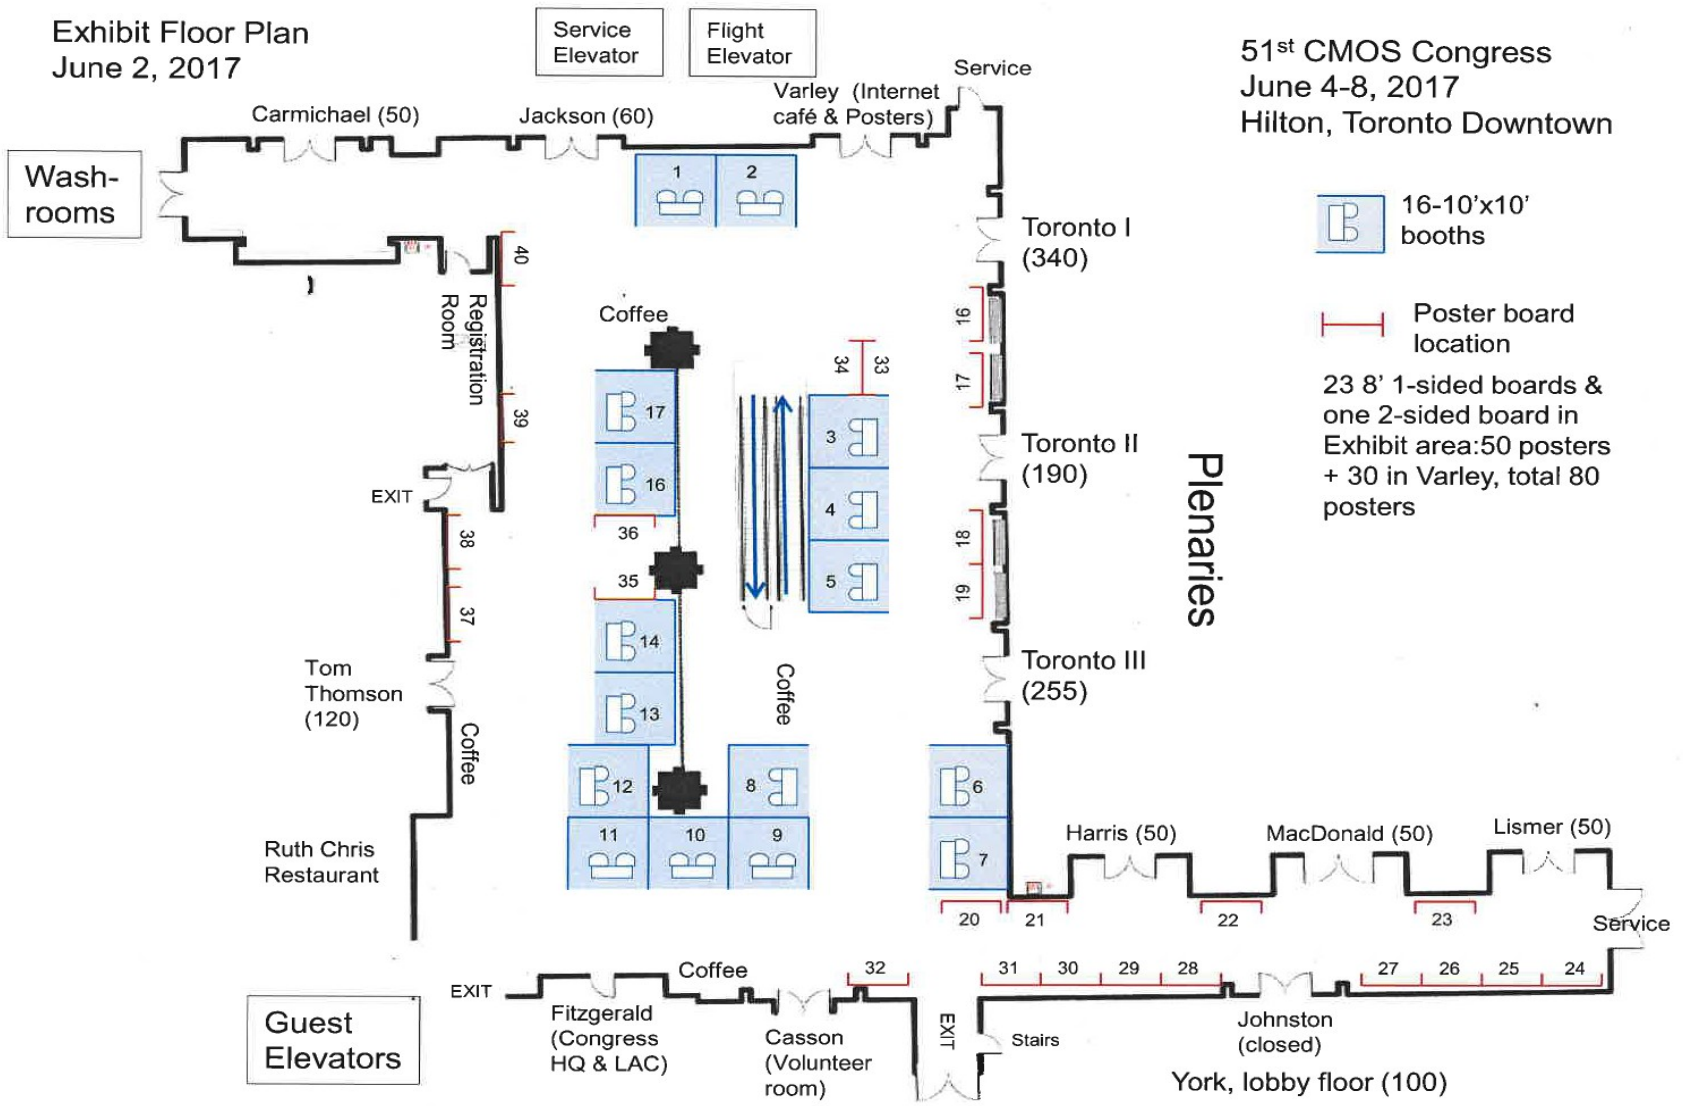 Exhibit Floor Plan
June 2, 2017
Service
Elevator
Flight
Elevator
51st CMOS Congress
June 4-8, 2017
Hilton, Toronto Downtown
Service
Varley (Internet
café & Posters)
Carmichael (50)
Jackson (60)
Wash-
rooms
1
2
16-10’x10’
booths
Toronto I
(340)
40
Registration
Room
Coffee
16
17
34
33
Poster board
location
23 8’ 1-sided boards &
one 2-sided board in
Exhibit area:50 posters
+ 30 in Varley, total 80
posters
39
17
16
3
4
5
Toronto II
(190)
Plenaries
EXIT
38
37
36
35
18
19
14
13
Toronto III
(255)
Tom
Thomson
(120)
Coffee
Coffee
12
8
6
11
10
9
7
Ruth Chris
Restaurant
Harris (50)
MacDonald (50)
Lismer (50)
20
21
22
23
Service
32
31
30
29
28
27
26
25
24
Coffee
EXIT
Guest
Elevators
Fitzgerald
(Congress
HQ & LAC)
Casson
(Volunteer
room)
EXIT
Stairs
Johnston
(closed)
York, lobby floor (100)